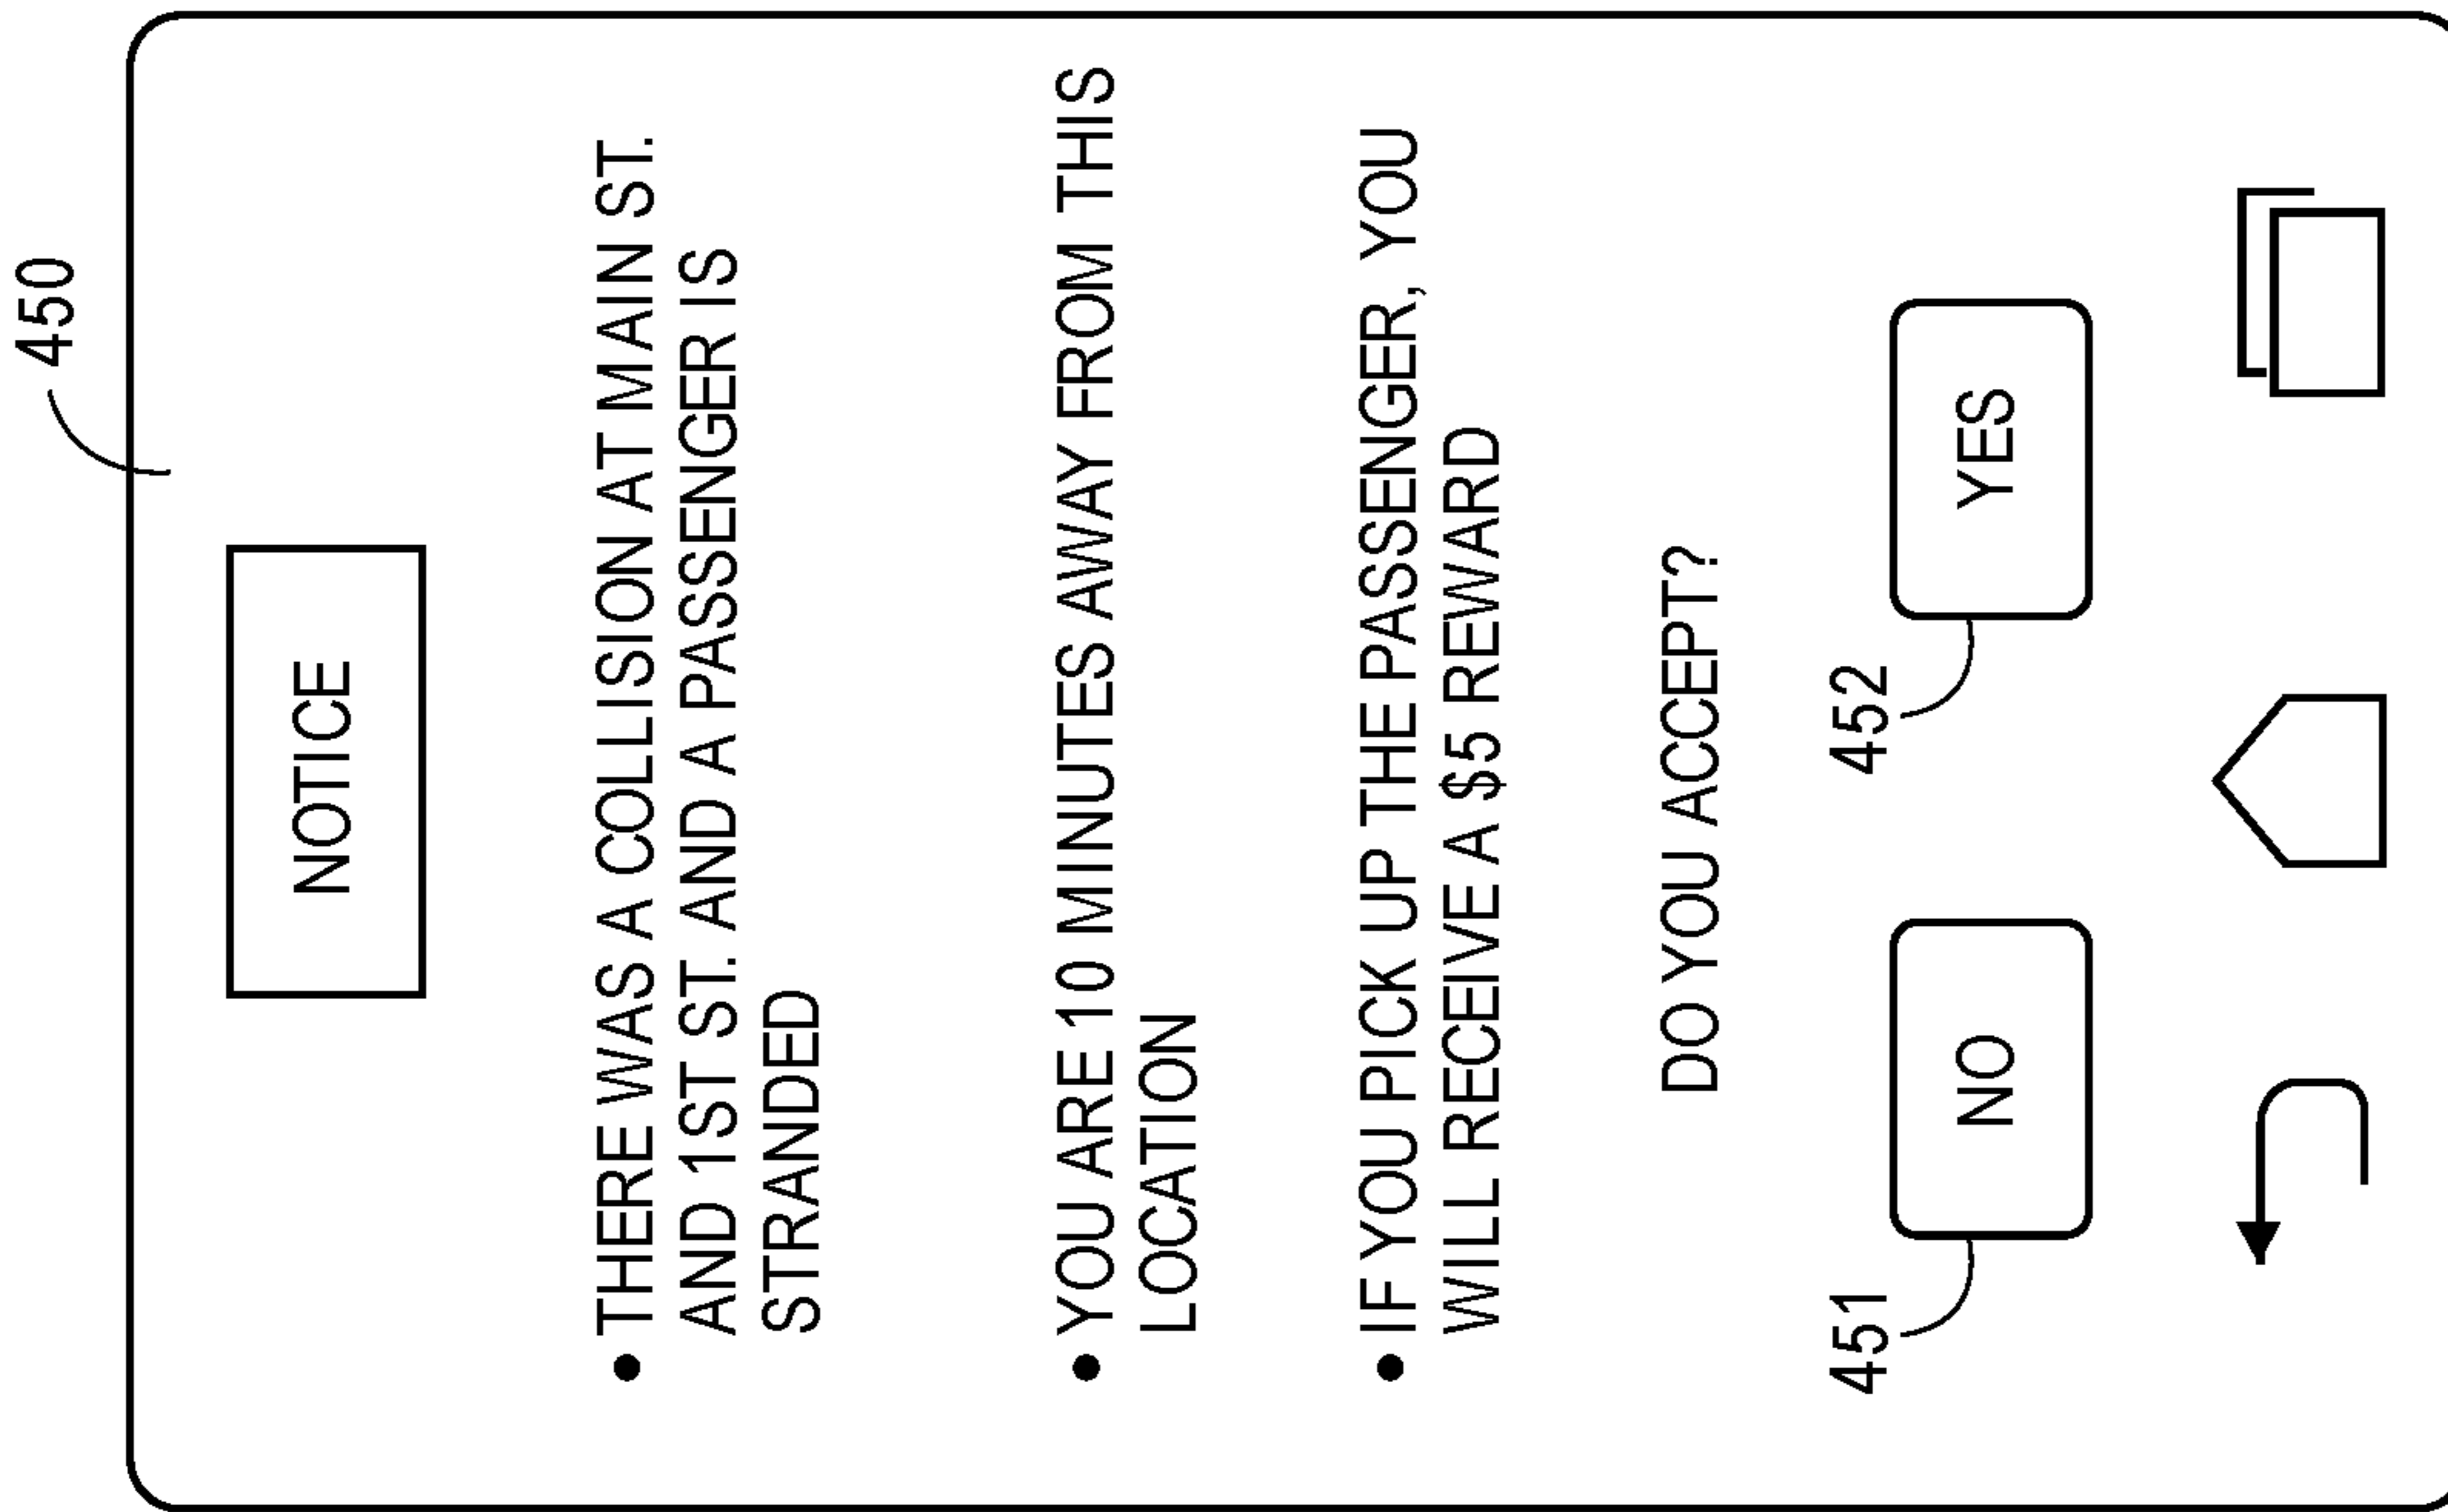 450
NOTICE
• THERE WAS A COLLISION AT MAIN ST.
AND 1ST ST. AND A PASSENGER IS
STRANDED
• YOU ARE 10 MINUTES AWAY FROM THIS
LOCATION
• IF YOU PICK UP THE PASSENGER, YOU
WILL RECEIVE A $5 REWARD
DO YOU ACCEPT?
451
452
NO
YES